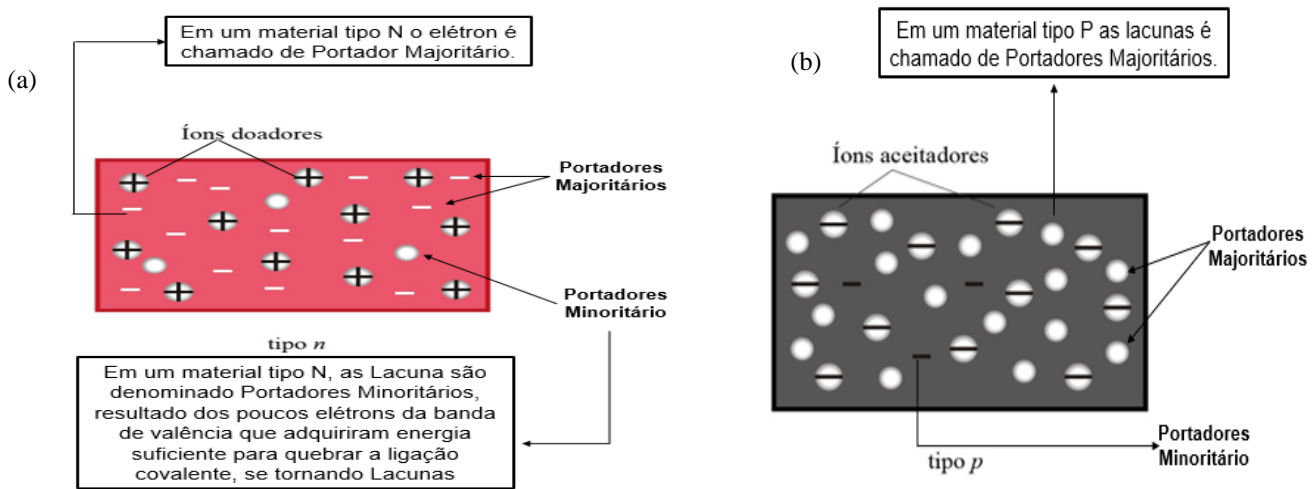 (a)
Em um material tipo N o elétron é
chamado de Portador Majoritário.
Íons doadores
Portadores
Majoritários
Portadores
Minoritário
tipo n
Em um material tipo N, as Lacuna são
denominado Portadores Minoritários,
resultado dos poucos elétrons da banda
de valência que adquiriram energia
suficiente para quebrar a ligação
covalente, se tornando Lacunas
(b)
Em um material tipo P as lacunas é
chamado de Portadores Majoritários.
Íons aceitadores
Portadores
Majoritários
Portadores
Minoritário
tipo p